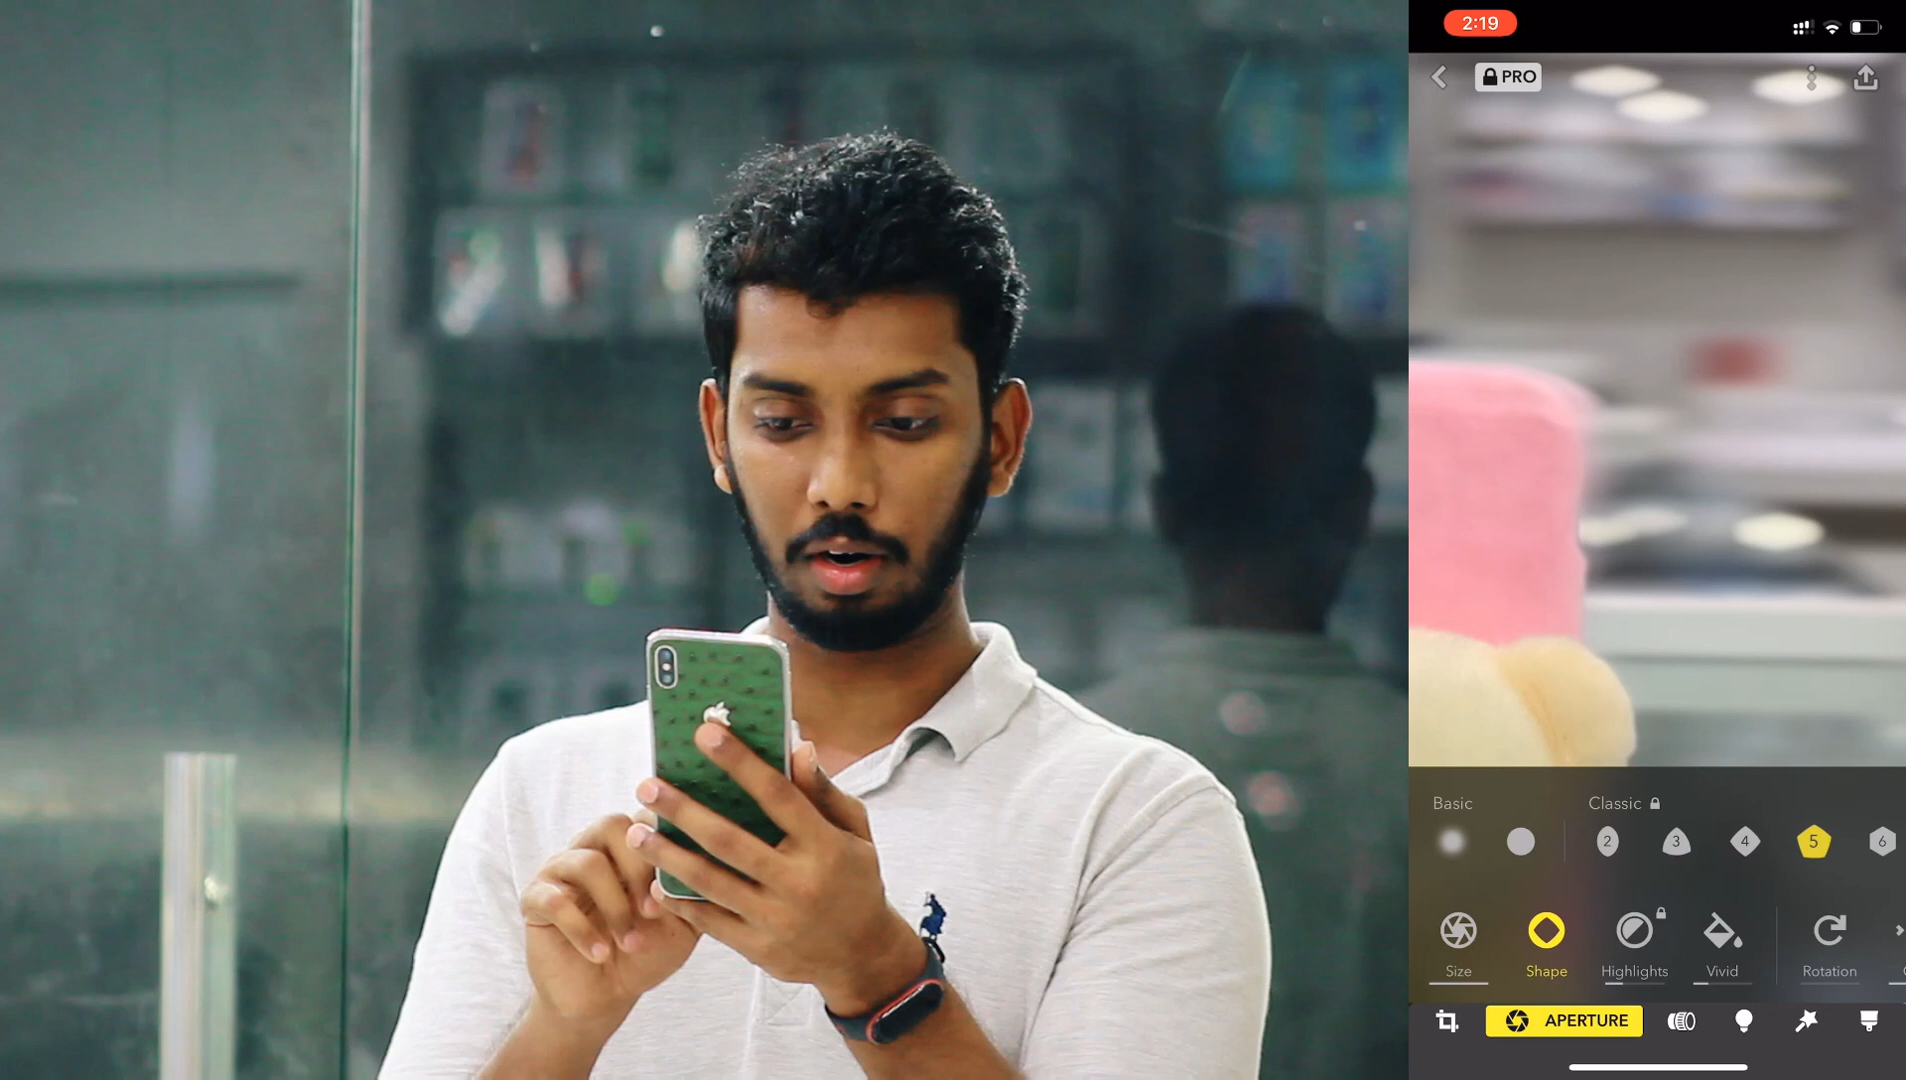 2:19
PRO
Basic
Classic
2 3 4 5 6
Size Shape Highlights Vivid Rotation
APERTURE